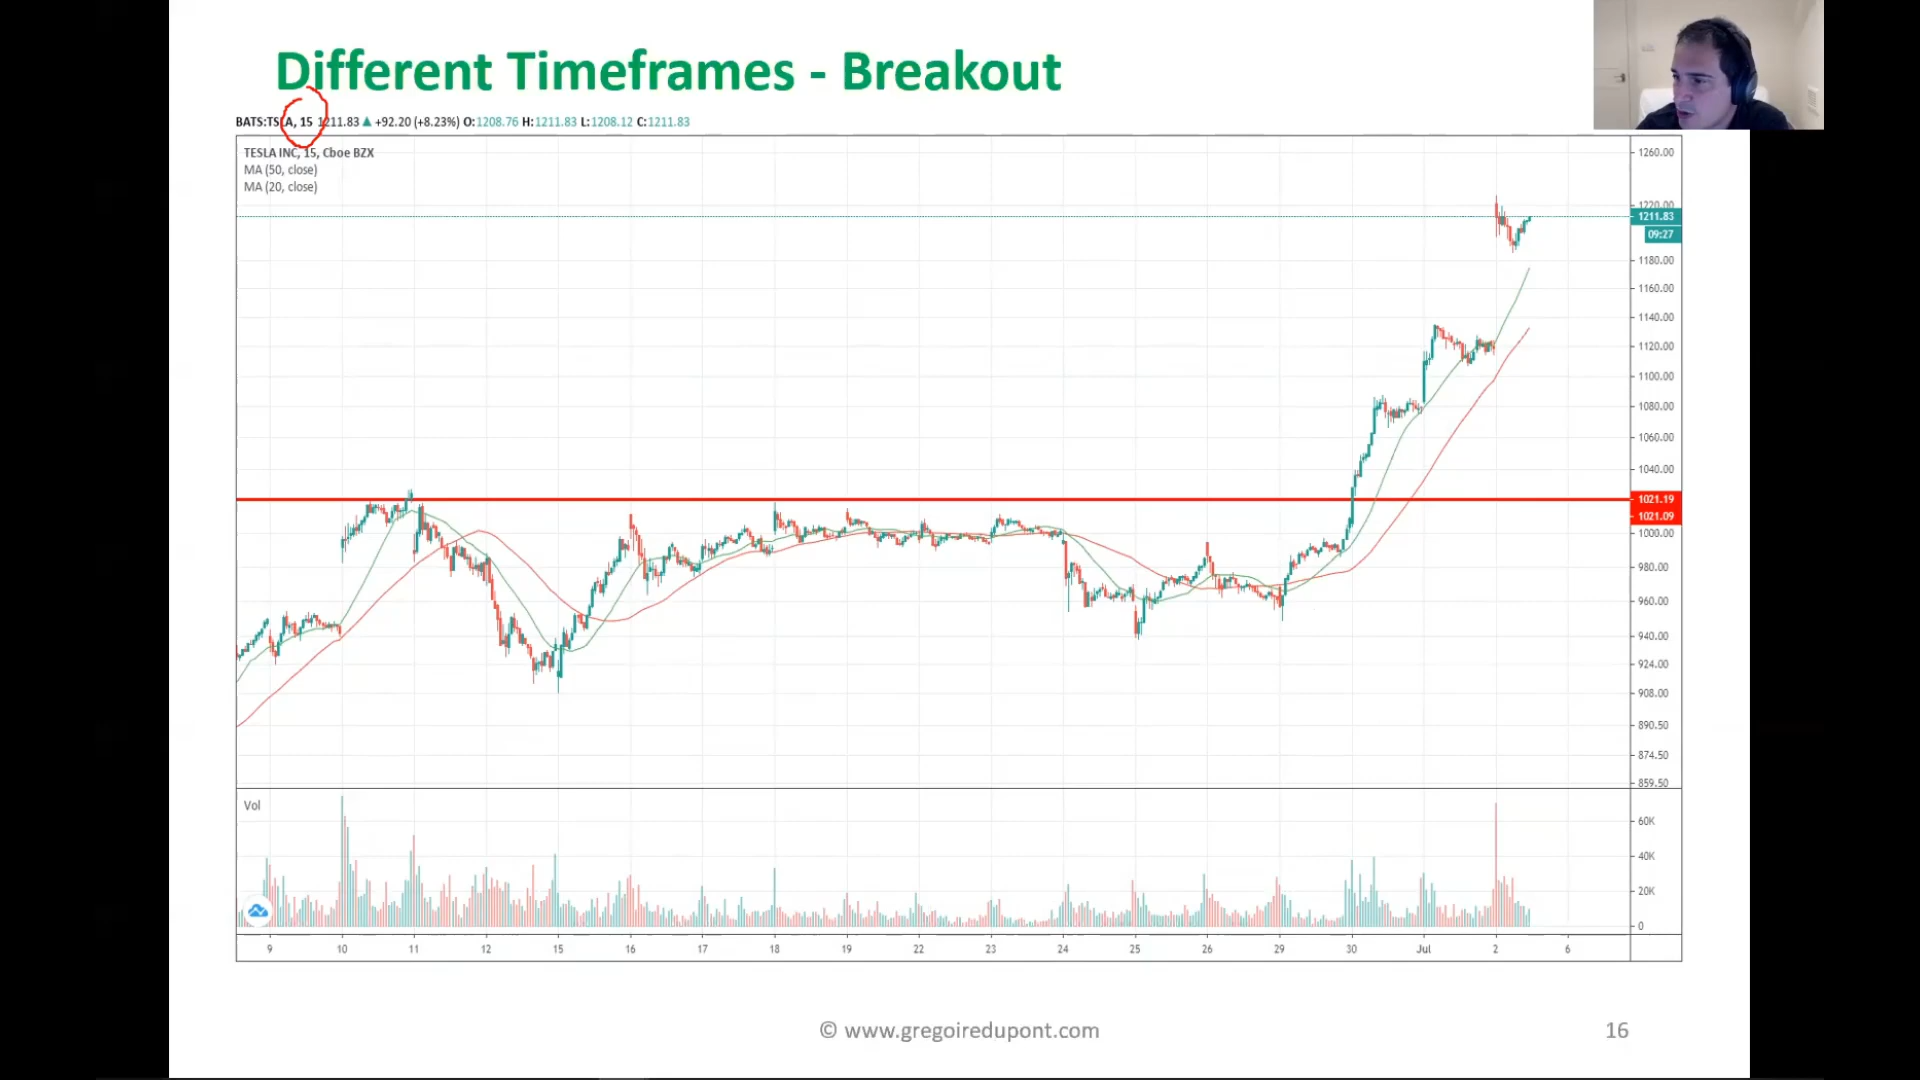 Different Timeframes - Breakout
BATS:TSLA, 15 1211.83 ▲ +92.20 (+8.23%) O:1208.76 H:1211.83 L:1208.12 C:1211.83
TESLA INC, 15, Cboe BZX
MA (50, close)
MA (20, close)
1260.00
1220.00
1211.83
09:27
1180.00
1160.00
1140.00
1120.00
1100.00
1080.00
1060.00
1040.00
1021.19
1021.09
1000.00
980.00
960.00
940.00
924.00
908.00
890.50
874.50
859.50
Vol
60K
40K
20K
0
9 10 11 12 15 16 17 18 19 22 23 24 25 26 29 30 Jul 2 6
© www.gregoiredupont.com
16